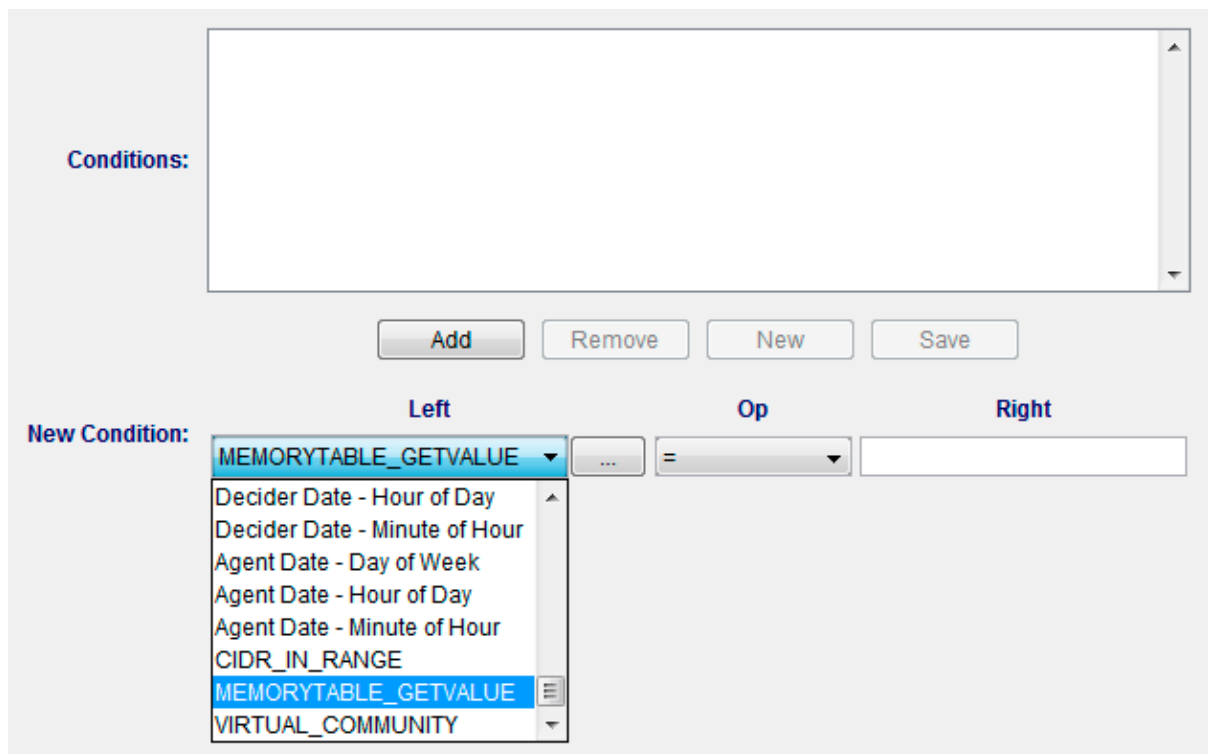 Conditions:
Add Remove New Save
Left Op Right
New Condition:
MEMORYTABLE_GETVALUE ... =
Decider Date - Hour of Day
Decider Date - Minute of Hour
Agent Date - Day of Week
Agent Date - Hour of Day
Agent Date - Minute of Hour
CIDR_IN_RANGE
MEMORYTABLE_GETVALUE
VIRTUAL_COMMUNITY